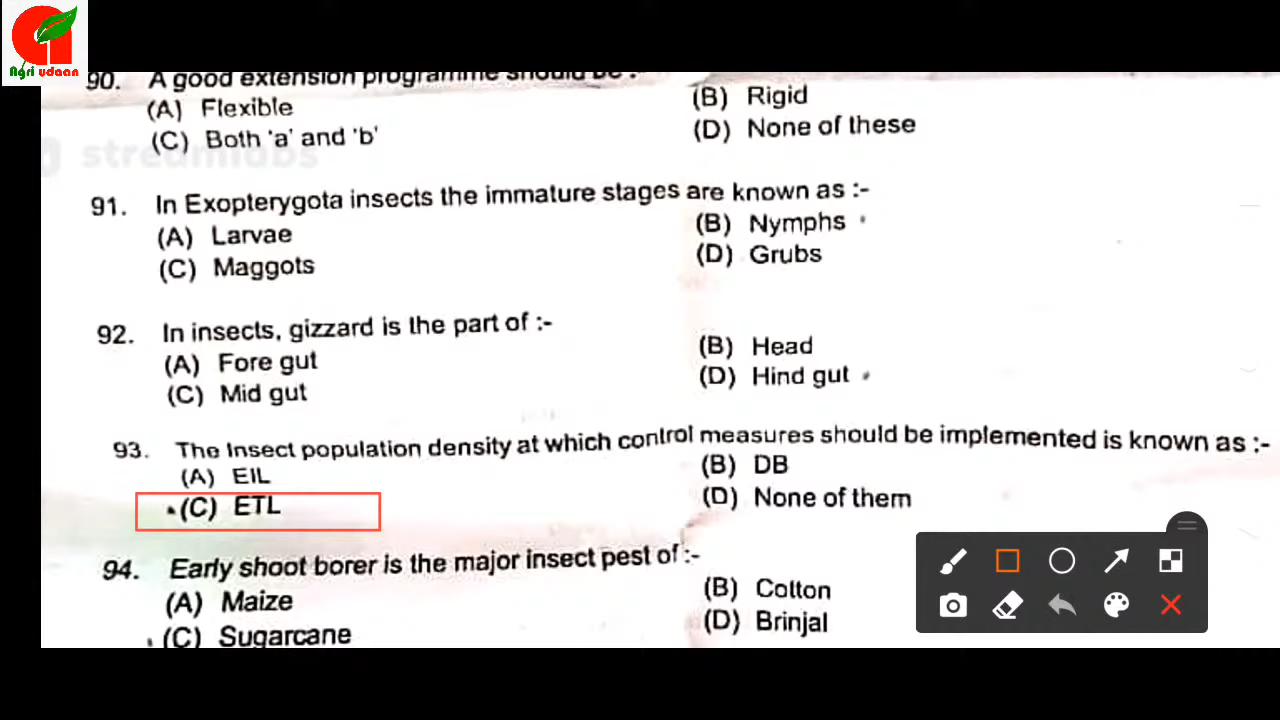 Agri udaan
90. A good extension programme should be :
(A) Flexible
(B) Rigid
(C) Both 'a' and 'b'
(D) None of these
streamlabs
91. In Exopterygota insects the immature stages are known as :-
(A) Larvae
(B) Nymphs
(C) Maggots
(D) Grubs
92. In insects, gizzard is the part of :-
(A) Fore gut
(B) Head
(C) Mid gut
(D) Hind gut
93. The Insect population density at which control measures should be implemented is known as :-
(A) EIL
(B) DB
(C) ETL
(D) None of them
94. Early shoot borer is the major insect pest of :-
(A) Maize
(B) Cotton
(C) Sugarcane
(D) Brinjal